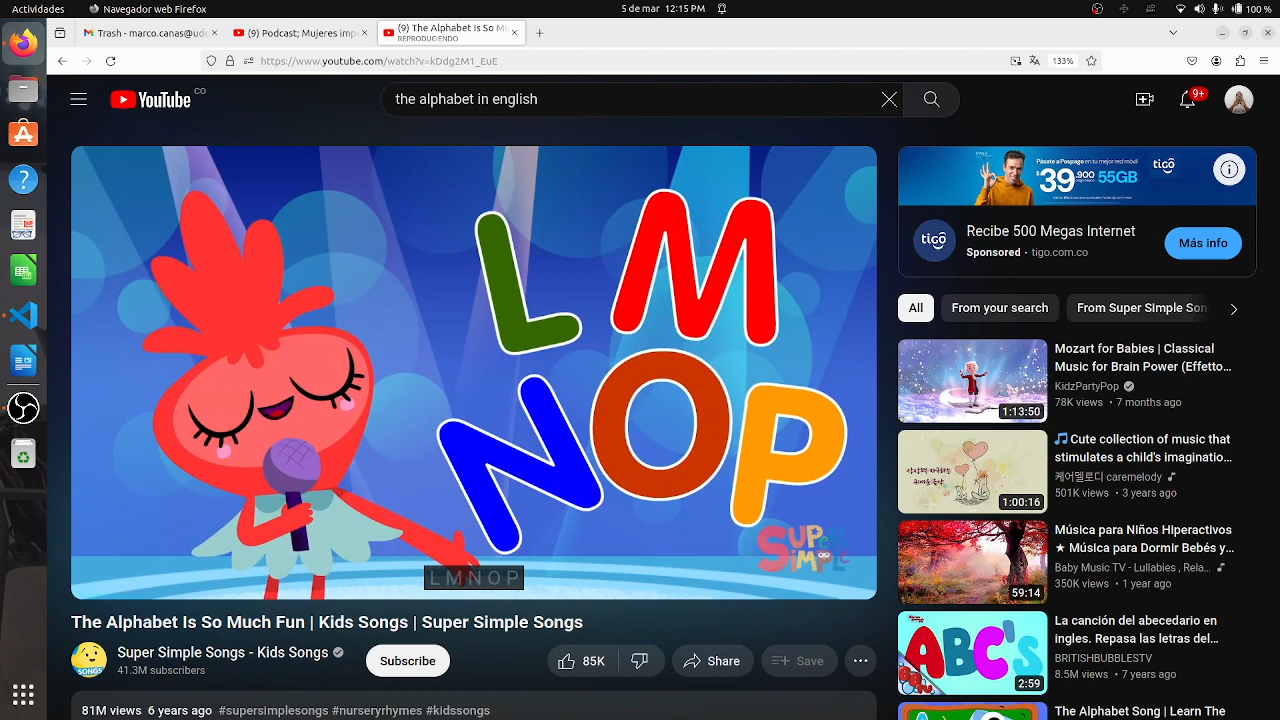 Actividades
Navegador web Firefox
5 de mar 12:15 PM
100 %
Trash - marco.canas@ude
(9) Podcast; Mujeres imp
(9) The Alphabet Is So Mu
REPRODUCIENDO
https://www.youtube.com/watch?v=kDdg2M1_EuE
133%
YouTube
CO
the alphabet in english
9+
L M
N O P
SUPER
SIMPLE
L M N O P
Pásate a Pospago en tu mejor red móvil
$39.900 55GB
tigo
tigo
Recibe 500 Megas Internet
Sponsored · tigo.com.co
Más info
All
From your search
From Super Simple Son
Mozart for Babies | Classical
Music for Brain Power (Effetto...
KidzPartyPop
78K views · 7 months ago
1:13:50
🎵 Cute collection of music that
stimulates a child's imaginatio...
케어멜로디 caremelody
501K views · 3 years ago
1:00:16
Música para Niños HIperactivos
★ Música para Dormir Bebés y...
Baby Music TV - Lullabies , Rela...
350K views · 1 year ago
59:14
La canción del abecedario en
ingles. Repasa las letras del...
BRITISHBUBBLESTV
8.5M views · 7 years ago
ABC's
2:59
The Alphabet Song | Learn The
The Alphabet Is So Much Fun | Kids Songs | Super Simple Songs
SONGS
Super Simple Songs - Kids Songs
41.3M subscribers
Subscribe
85K
Share
Save
81M views 6 years ago #supersimplesongs #nurseryrhymes #kidssongs